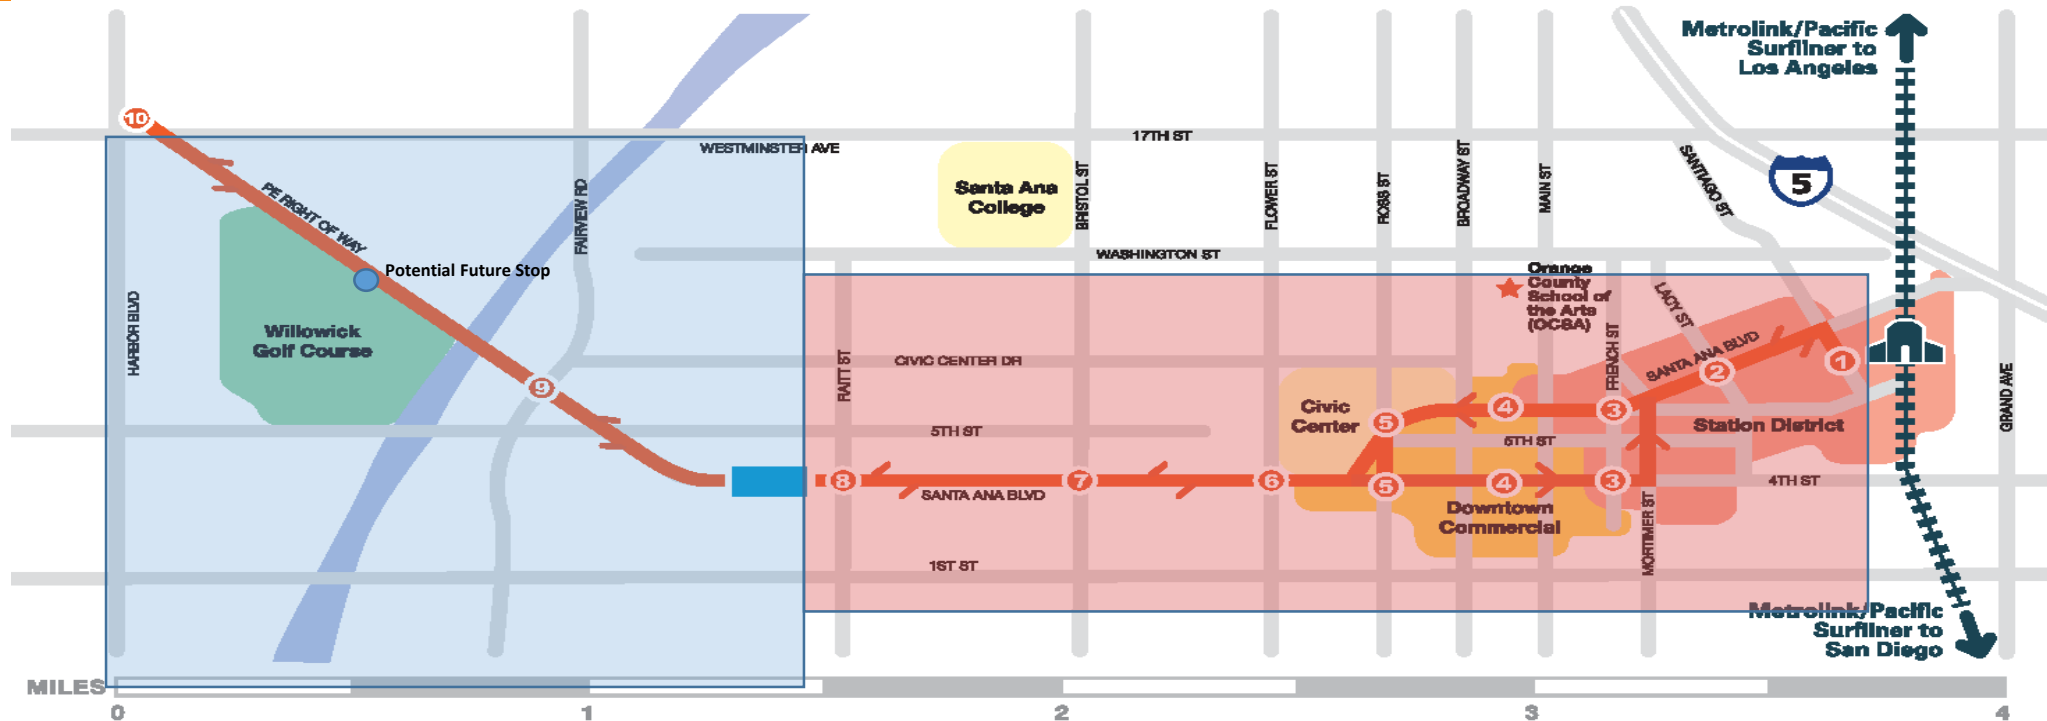 Metrolink/Pacific
Surfliner to
Los Angeles
10
17TH ST
WESTMINSTER AVE
5
SANTIAGO ST
Santa Ana
College
BRISTOL ST
FLOWER ST
ROSS ST
BROADWAY ST
MAIN ST
FAIRVIEW RD
PE RIGHT OF WAY
WASHINGTON ST
Potential Future Stop
Orange
County
School of
the Arts
(OCSA)
LACY ST
HARBOR BLVD
Willowick
Golf Course
RAITT ST
CIVIC CENTER DR
FRENCH ST
SANTA ANA BLVD
1
2
9
Civic
Center
5
4
3
GRAND AVE
5TH ST
5TH ST
Station District
8
7
6
5
4
3
4TH ST
SANTA ANA BLVD
Downtown
Commercial
MORTIMER ST
1ST ST
Metrolink/Pacific
Surfliner to
San Diego
MILES
0
1
2
3
4